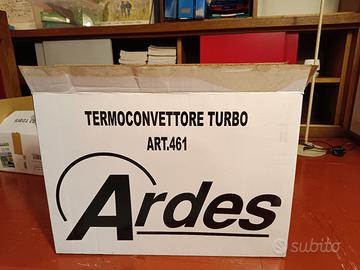 TERMOCONVETTORE TURBO
ART.461
Ardes
subito